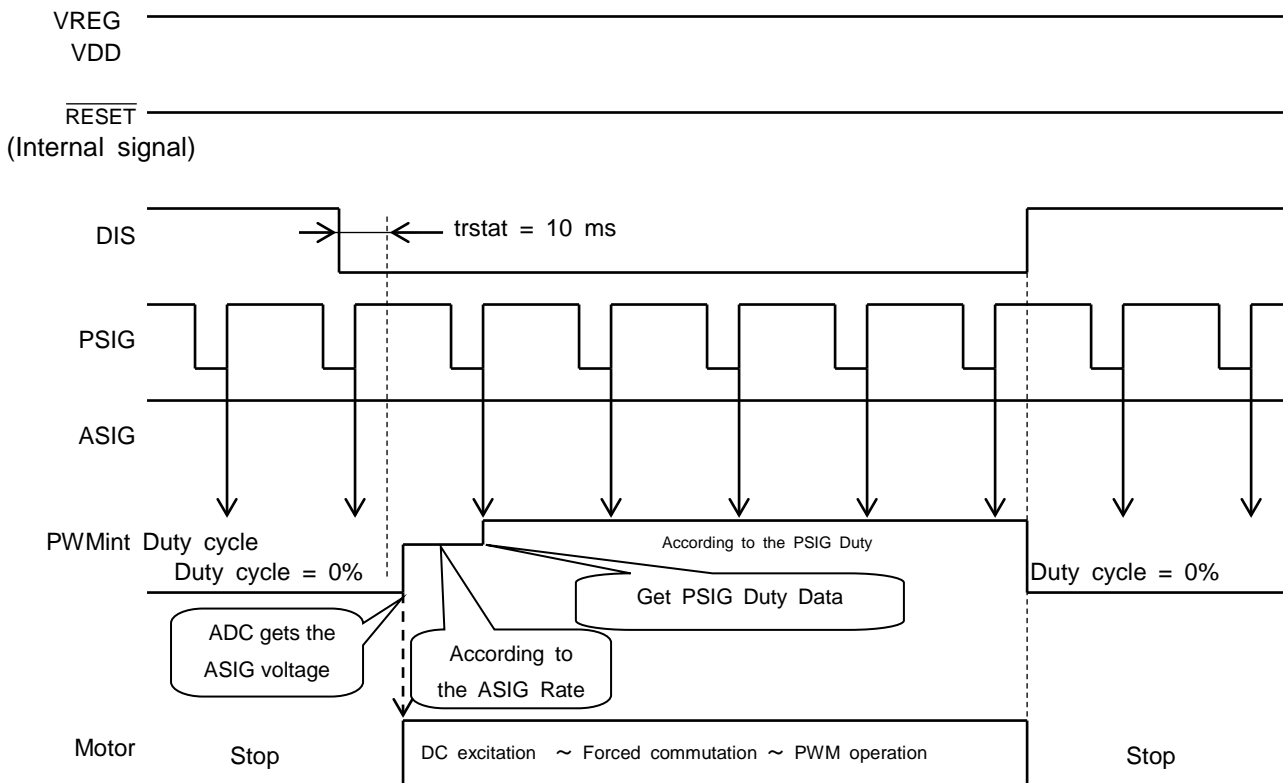 VREG
VDD
RESET
(Internal signal)
DIS
trstat = 10 ms
PSIG
ASIG
PWMint Duty cycle
According to the PSIG Duty
Duty cycle = 0%
Duty cycle = 0%
Get PSIG Duty Data
ADC gets the
ASIG voltage
According to
the ASIG Rate
Motor
Stop
DC excitation ~ Forced commutation ~ PWM operation
Stop